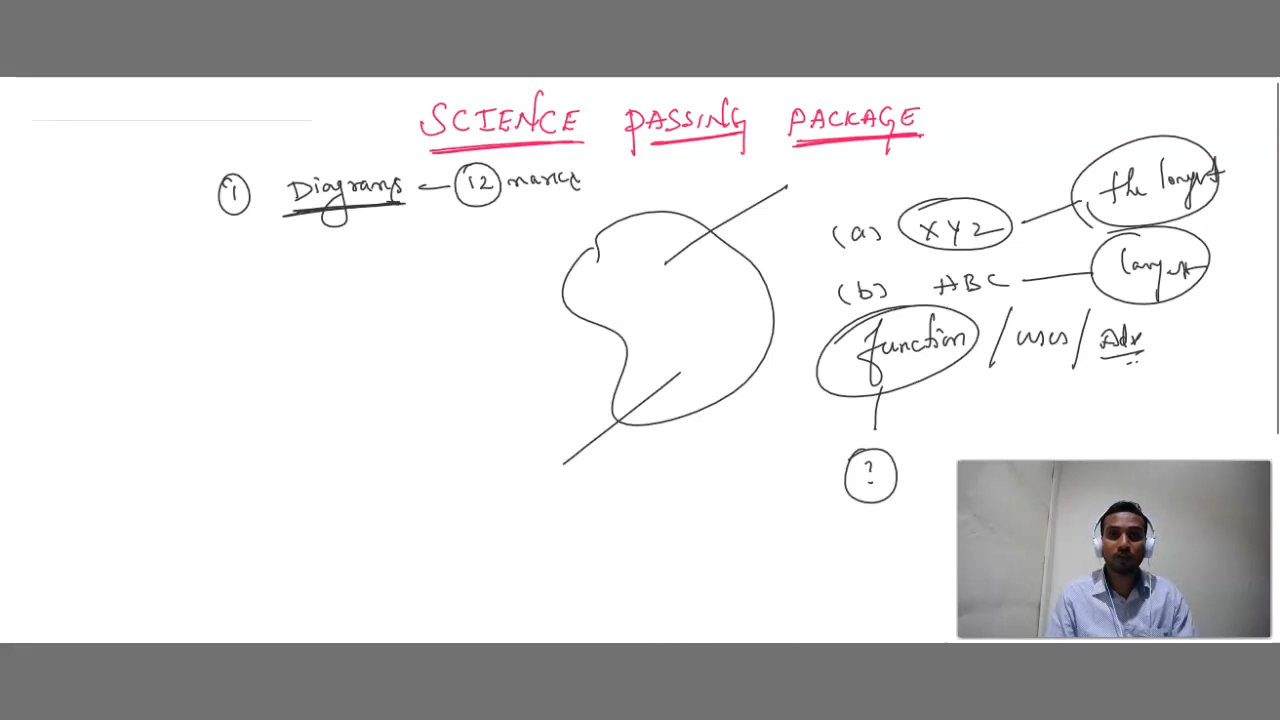 SCIENCE PASSING PACKAGE
① Diagrams – 12 marks
(a) XYZ – the longest
(b) ABC – largest
function / uses / Adv
?